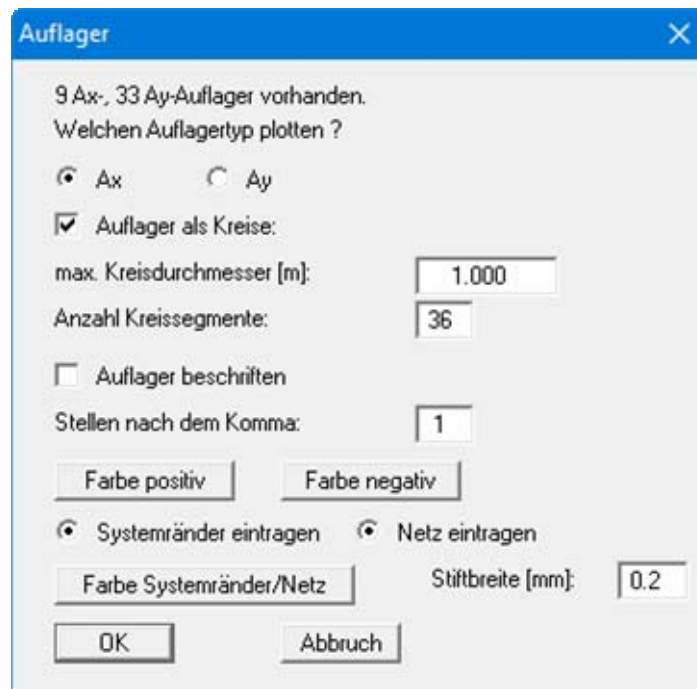 Auflager
9 Ax-, 33 Ay-Auflager vorhanden.
Welchen Auflagertyp plotten ?
Ax Ay
Auflager als Kreise:
max. Kreisdurchmesser [m]: 1.000
Anzahl Kreissegmente: 36
Auflager beschriften
Stellen nach dem Komma: 1
Farbe positiv Farbe negativ
Systemränder eintragen Netz eintragen
Farbe Systemränder/Netz Stiftbreite [mm]: 0.2
OK Abbruch